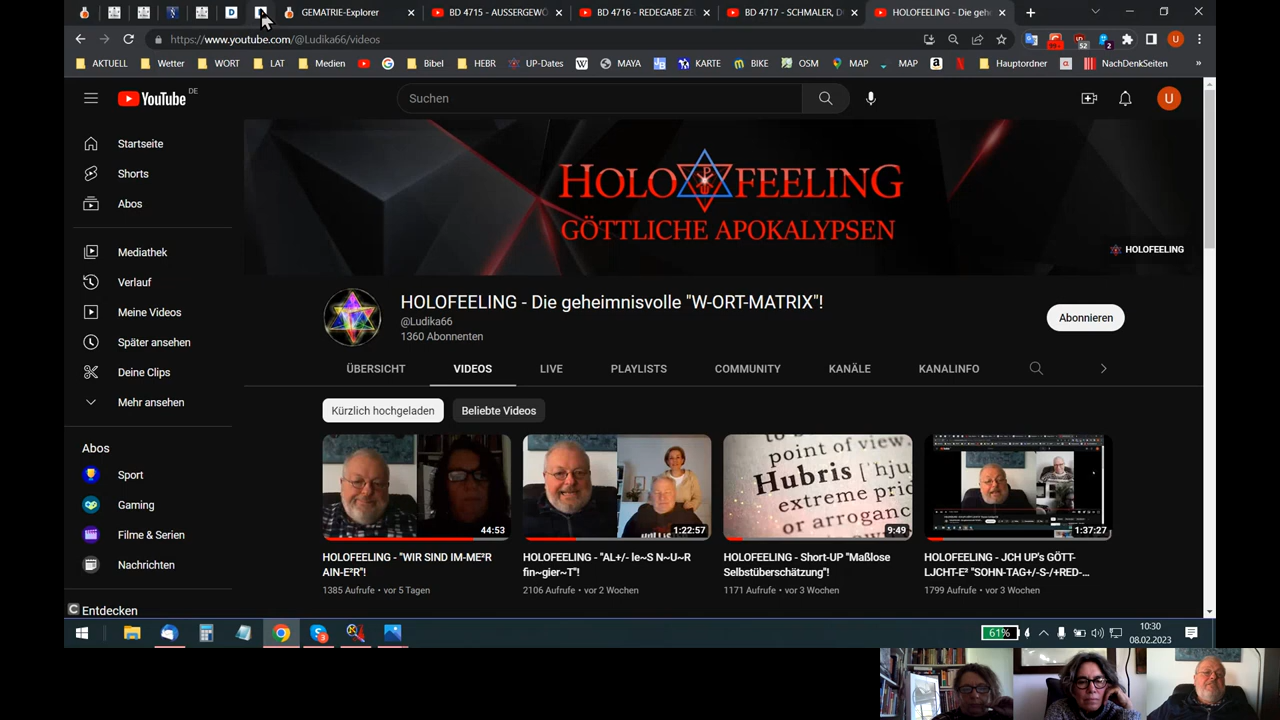 GEMATRIE-Explorer
BD 4715 - AUSSERGEWÖ
BD 4716 - REDEGABE ZE
BD 4717 - SCHMALER, D
HOLOFEELING - Die geh
https://www.youtube.com/@Ludika66/videos
AKTUELL
Wetter
WORT
LAT
Medien
Bibel
HEBR
UP-Dates
MAYA
KARTE
BIKE
OSM
MAP
MAP
Hauptordner
NachDenkSeiten
YouTube DE
Suchen
U
Startseite
Shorts
Abos
Mediathek
Verlauf
Meine Videos
Später ansehen
Deine Clips
Mehr ansehen
Abos
Sport
Gaming
Filme & Serien
Nachrichten
Entdecken
HOLOFEELING
GÖTTLICHE APOKALYPSEN
HOLOFEELING
HOLOFEELING - Die geheimnisvolle "W-ORT-MATRIX"!
@Ludika66
1360 Abonnenten
Abonnieren
ÜBERSICHT
VIDEOS
LIVE
PLAYLISTS
COMMUNITY
KANÄLE
KANALINFO
Kürzlich hochgeladen
Beliebte Videos
44:53
HOLOFEELING - "WIR SIND IM-ME²R
AIN-E²R"!
1385 Aufrufe • vor 5 Tagen
1:22:57
HOLOFEELING - "AL+/- le~S N~U~R
fin~gier~T"!
2106 Aufrufe • vor 2 Wochen
point of view.
Hubris [ˈhju
extreme prid
or arroganc
9:49
HOLOFEELING - Short-UP "Maßlose
Selbstüberschätzung"!
1171 Aufrufe • vor 3 Wochen
1:37:27
HOLOFEELING - JCH UP's GÖTT-
LJCHT-E² "SOHN-TAG+/-S-/+RED-...
1799 Aufrufe • vor 3 Wochen
61%
10:30
08.02.2023